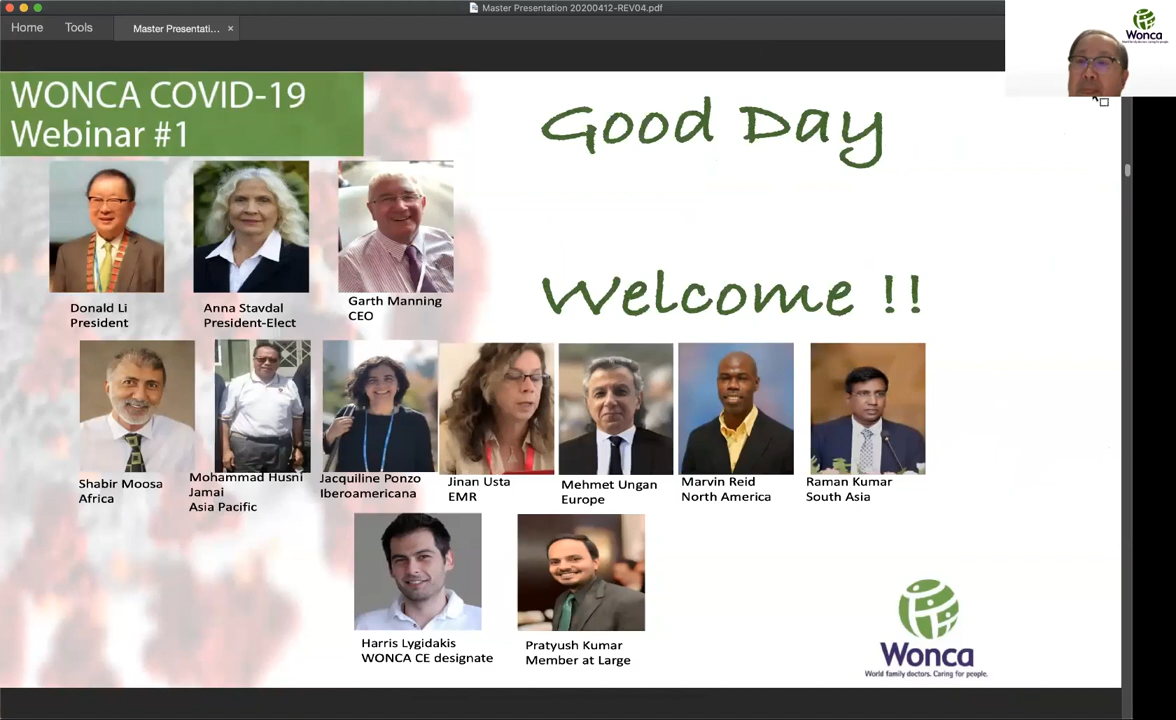 Master Presentation 20200412-REV04.pdf
Home Tools Master Presentati... ×
Wonca
WONCA COVID-19
Webinar #1
Good Day
Welcome !!
Donald Li
President
Anna Stavdal
President-Elect
Garth Manning
CEO
Shabir Moosa
Africa
Mohammad Husni
Jamai
Asia Pacific
Jacquiline Ponzo
Iberoamericana
Jinan Usta
EMR
Mehmet Ungan
Europe
Marvin Reid
North America
Raman Kumar
South Asia
Harris Lygidakis
WONCA CE designate
Pratyush Kumar
Member at Large
Wonca
World family doctors. Caring for people.